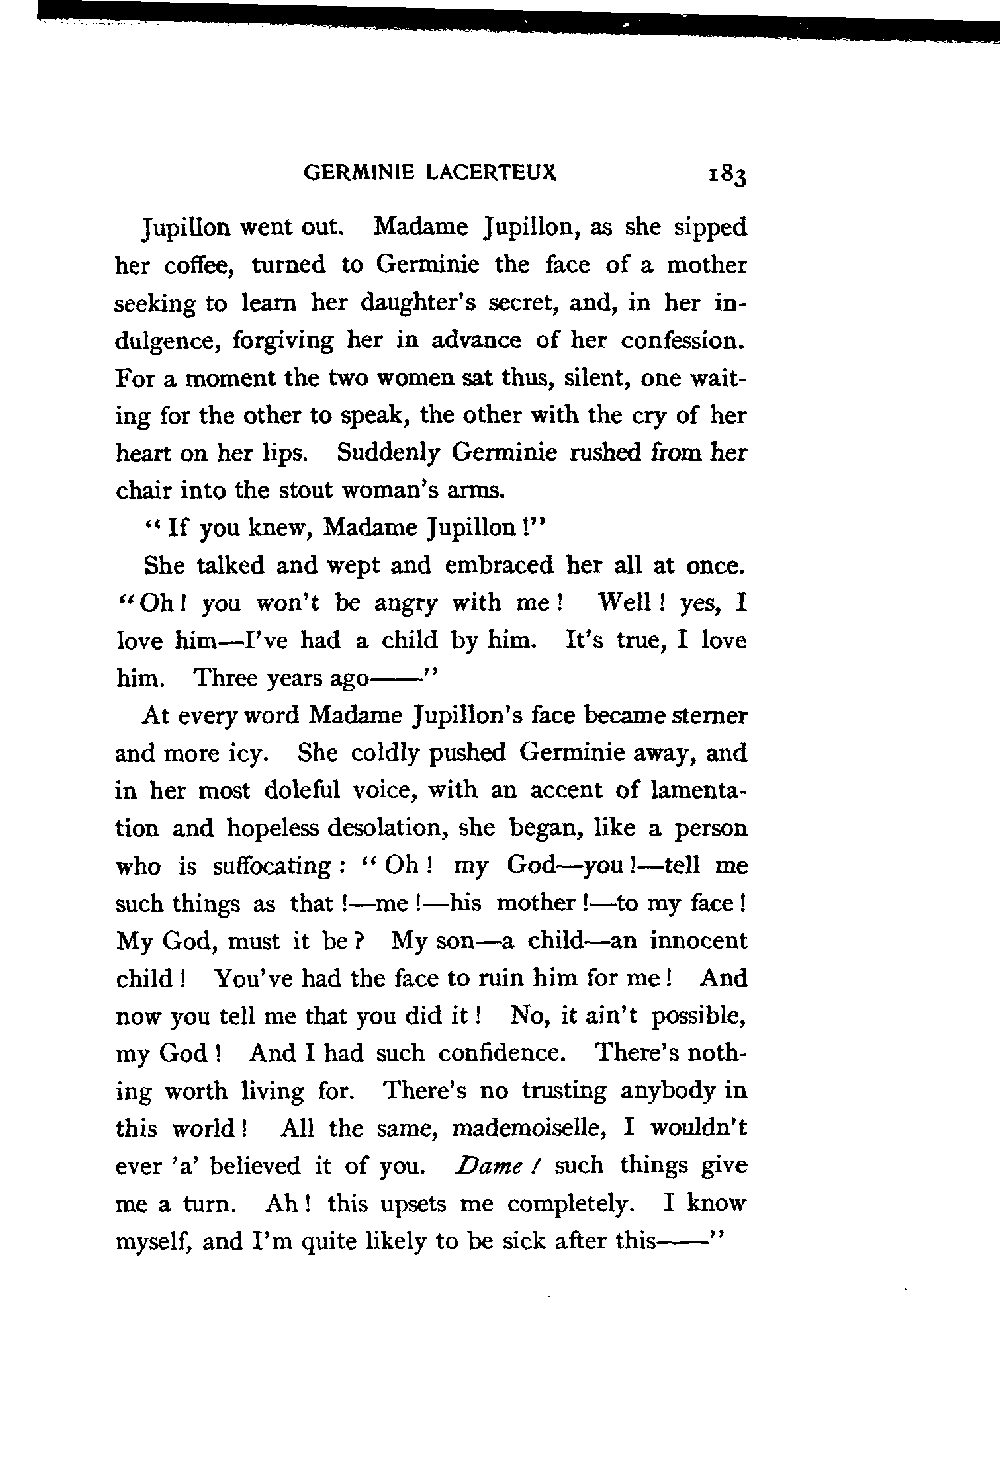 GERMINIE LACERTEUX 183
Jupillon went out. Madame Jupillon, as she sipped
her coffee, turned to Germinie the face of a mother
seeking to learn her daughter's secret, and, in her in-
dulgence, forgiving her in advance of her confession.
For a moment the two women sat thus, silent, one wait-
ing for the other to speak, the other with the cry of her
heart on her lips. Suddenly Germinie rushed from her
chair into the stout woman's arms.
“If you knew, Madame Jupillon!”
She talked and wept and embraced her all at once.
“Oh! you won't be angry with me! Well! yes, I
love him—I've had a child by him. It's true, I love
him. Three years ago——”
At every word Madame Jupillon's face became sterner
and more icy. She coldly pushed Germinie away, and
in her most doleful voice, with an accent of lamenta-
tion and hopeless desolation, she began, like a person
who is suffocating: “Oh! my God—you!—tell me
such things as that!—me!—his mother!—to my face!
My God, must it be? My son—a child—an innocent
child! You've had the face to ruin him for me! And
now you tell me that you did it! No, it ain't possible,
my God! And I had such confidence. There's noth-
ing worth living for. There's no trusting anybody in
this world! All the same, mademoiselle, I wouldn't
ever 'a' believed it of you. Dame! such things give
me a turn. Ah! this upsets me completely. I know
myself, and I'm quite likely to be sick after this——”